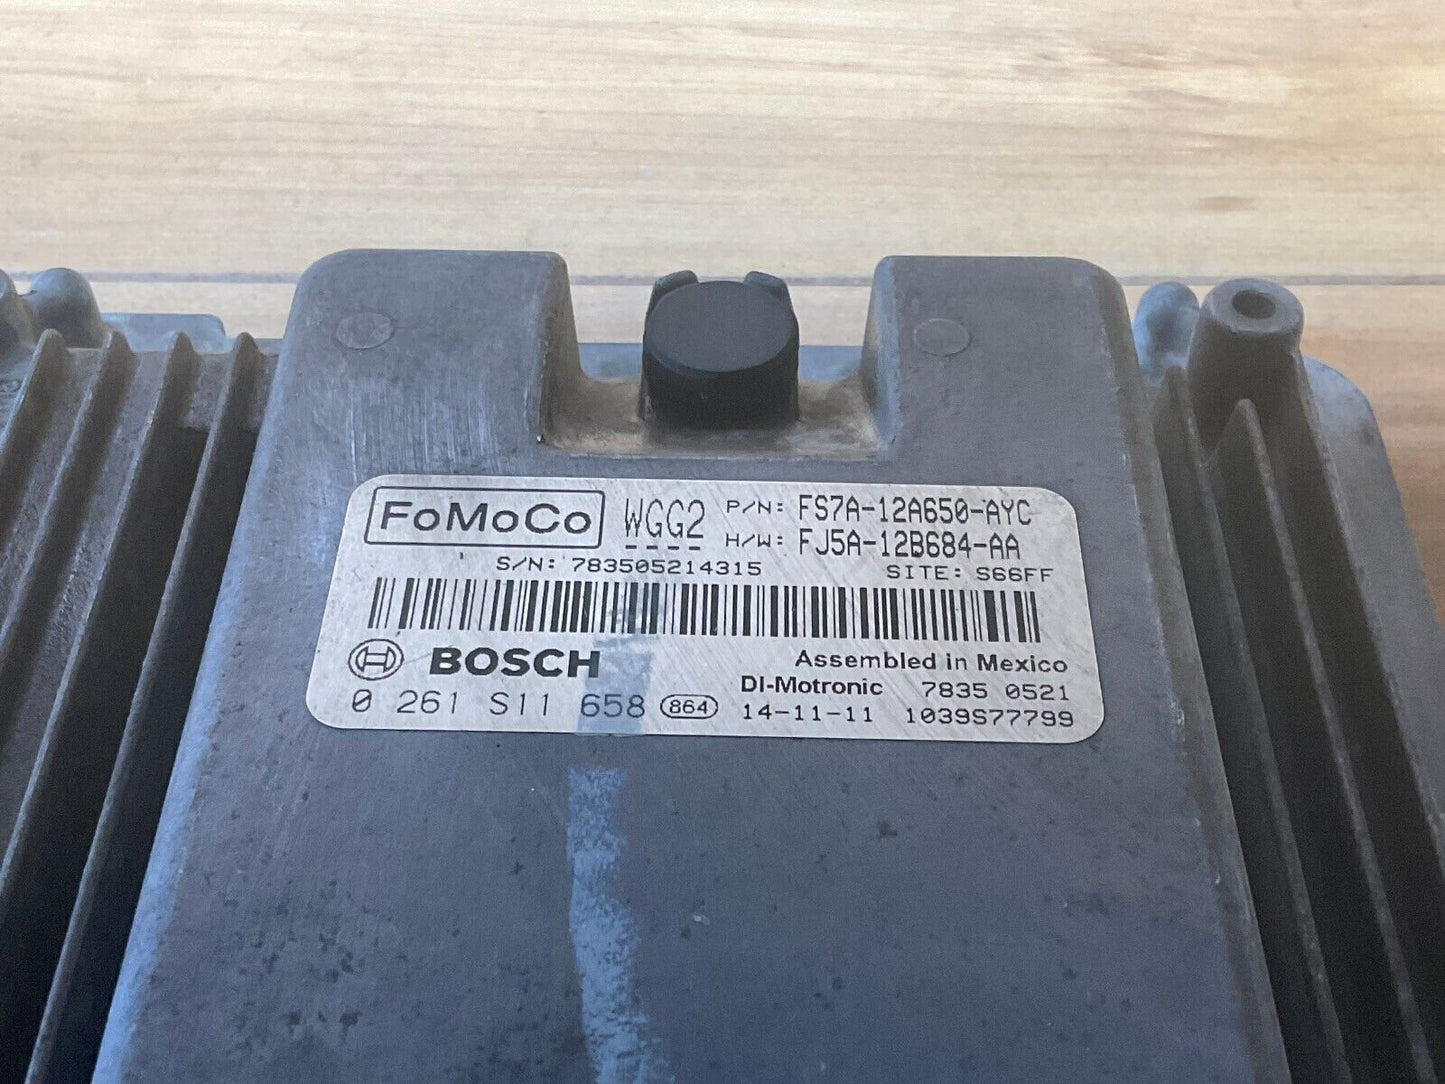 FoMoCo WGG2 P/N: FS7A-12A650-AYC
H/W: FJ5A-12B684-AA
S/N: 783505214315 SITE: S66FF
BOSCH Assembled in Mexico
DI-Motronic 7835 0521
0 261 S11 658 864 14-11-11 1039S77799